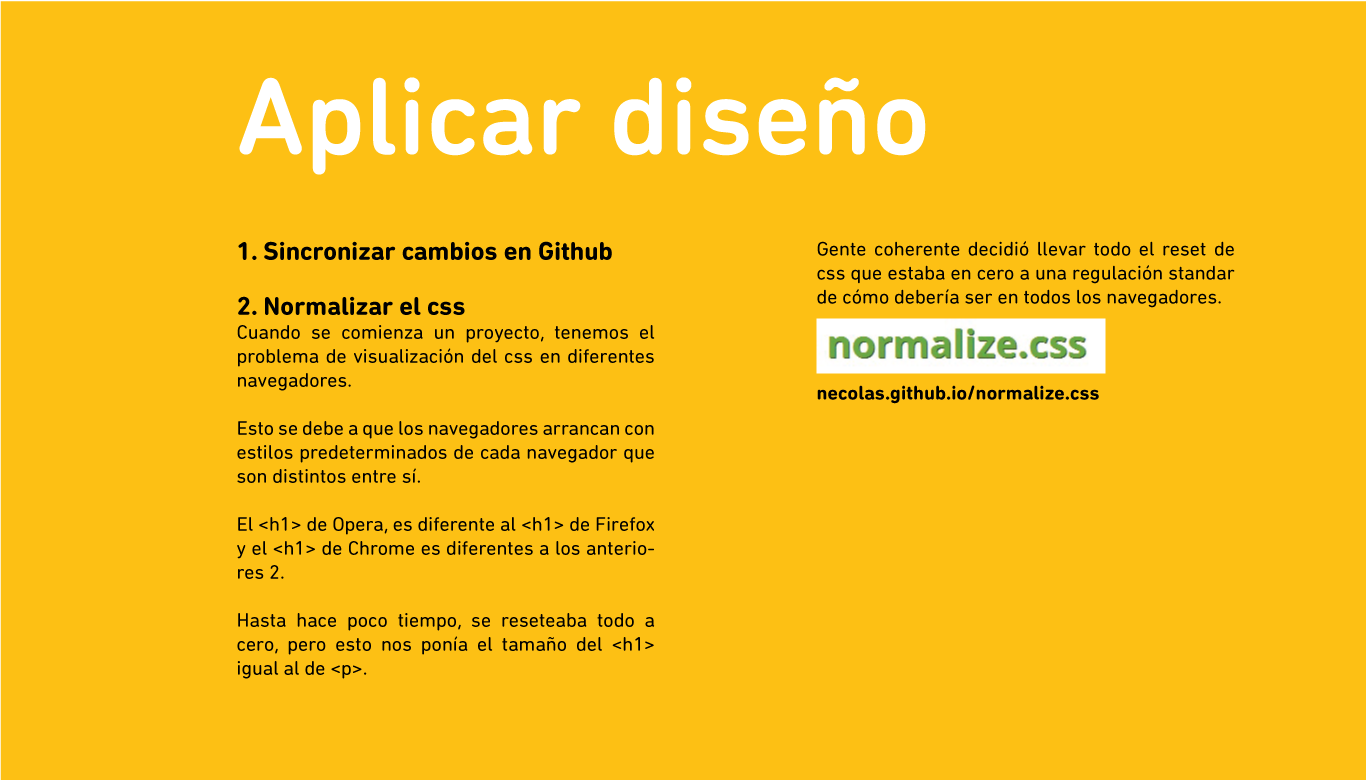 Aplicar diseño
1. Sincronizar cambios en Github
2. Normalizar el css
Cuando se comienza un proyecto, tenemos el
problema de visualización del css en diferentes
navegadores.
Esto se debe a que los navegadores arrancan con
estilos predeterminados de cada navegador que
son distintos entre sí.
El <h1> de Opera, es diferente al <h1> de Firefox
y el <h1> de Chrome es diferentes a los anterio-
res 2.
Hasta hace poco tiempo, se reseteaba todo a
cero, pero esto nos ponía el tamaño del <h1>
igual al de <p>.
Gente coherente decidió llevar todo el reset de
css que estaba en cero a una regulación standar
de cómo debería ser en todos los navegadores.
normalize.css
necolas.github.io/normalize.css